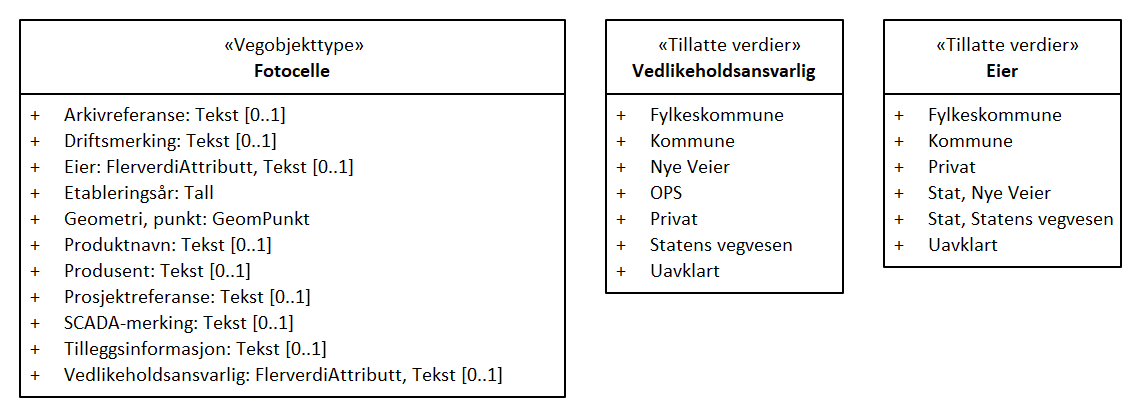 «Vegobjekttype»
Fotocelle
+ Arkivreferanse: Tekst [0..1]
+ Driftsmerking: Tekst [0..1]
+ Eier: FlerverdiAttributt, Tekst [0..1]
+ Etableringsår: Tall
+ Geometri, punkt: GeomPunkt
+ Produktnavn: Tekst [0..1]
+ Produsent: Tekst [0..1]
+ Prosjektreferanse: Tekst [0..1]
+ SCADA-merking: Tekst [0..1]
+ Tilleggsinformasjon: Tekst [0..1]
+ Vedlikeholdsansvarlig: FlerverdiAttributt, Tekst [0..1]
«Tillatte verdier»
Vedlikeholdsansvarlig
+ Fylkeskommune
+ Kommune
+ Nye Veier
+ OPS
+ Privat
+ Statens vegvesen
+ Uavklart
«Tillatte verdier»
Eier
+ Fylkeskommune
+ Kommune
+ Privat
+ Stat, Nye Veier
+ Stat, Statens vegvesen
+ Uavklart